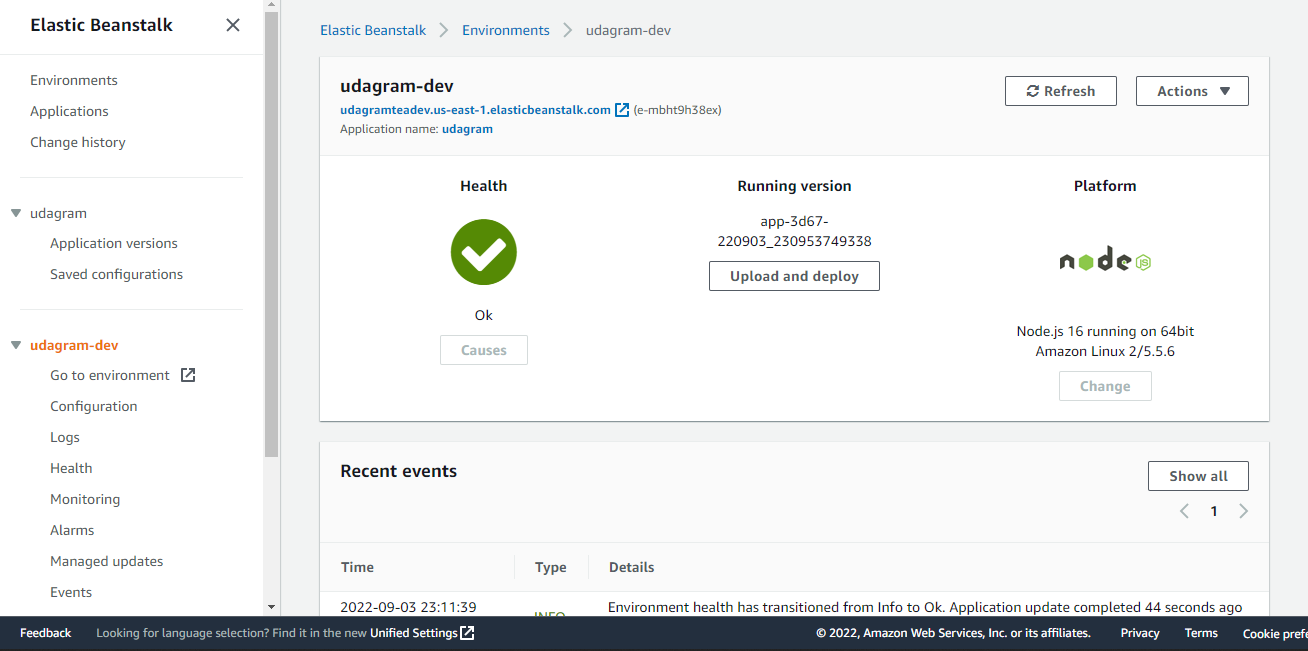 Elastic Beanstalk
Environments
Applications
Change history
udagram
Application versions
Saved configurations
udagram-dev
Go to environment
Configuration
Logs
Health
Monitoring
Alarms
Managed updates
Events
Elastic Beanstalk Environments udagram-dev
udagram-dev
udagramteadev.us-east-1.elasticbeanstalk.com (e-mbht9h38ex)
Application name: udagram
Refresh
Actions
Health
Ok
Causes
Running version
app-3d67-
220903_230953749338
Upload and deploy
Platform
node JS
Node.js 16 running on 64bit
Amazon Linux 2/5.5.6
Change
Recent events
Show all
1
Time Type Details
2022-09-03 23:11:39 INFO Environment health has transitioned from Info to Ok. Application update completed 44 seconds ago
Feedback Looking for language selection? Find it in the new Unified Settings © 2022, Amazon Web Services, Inc. or its affiliates. Privacy Terms Cookie prefe